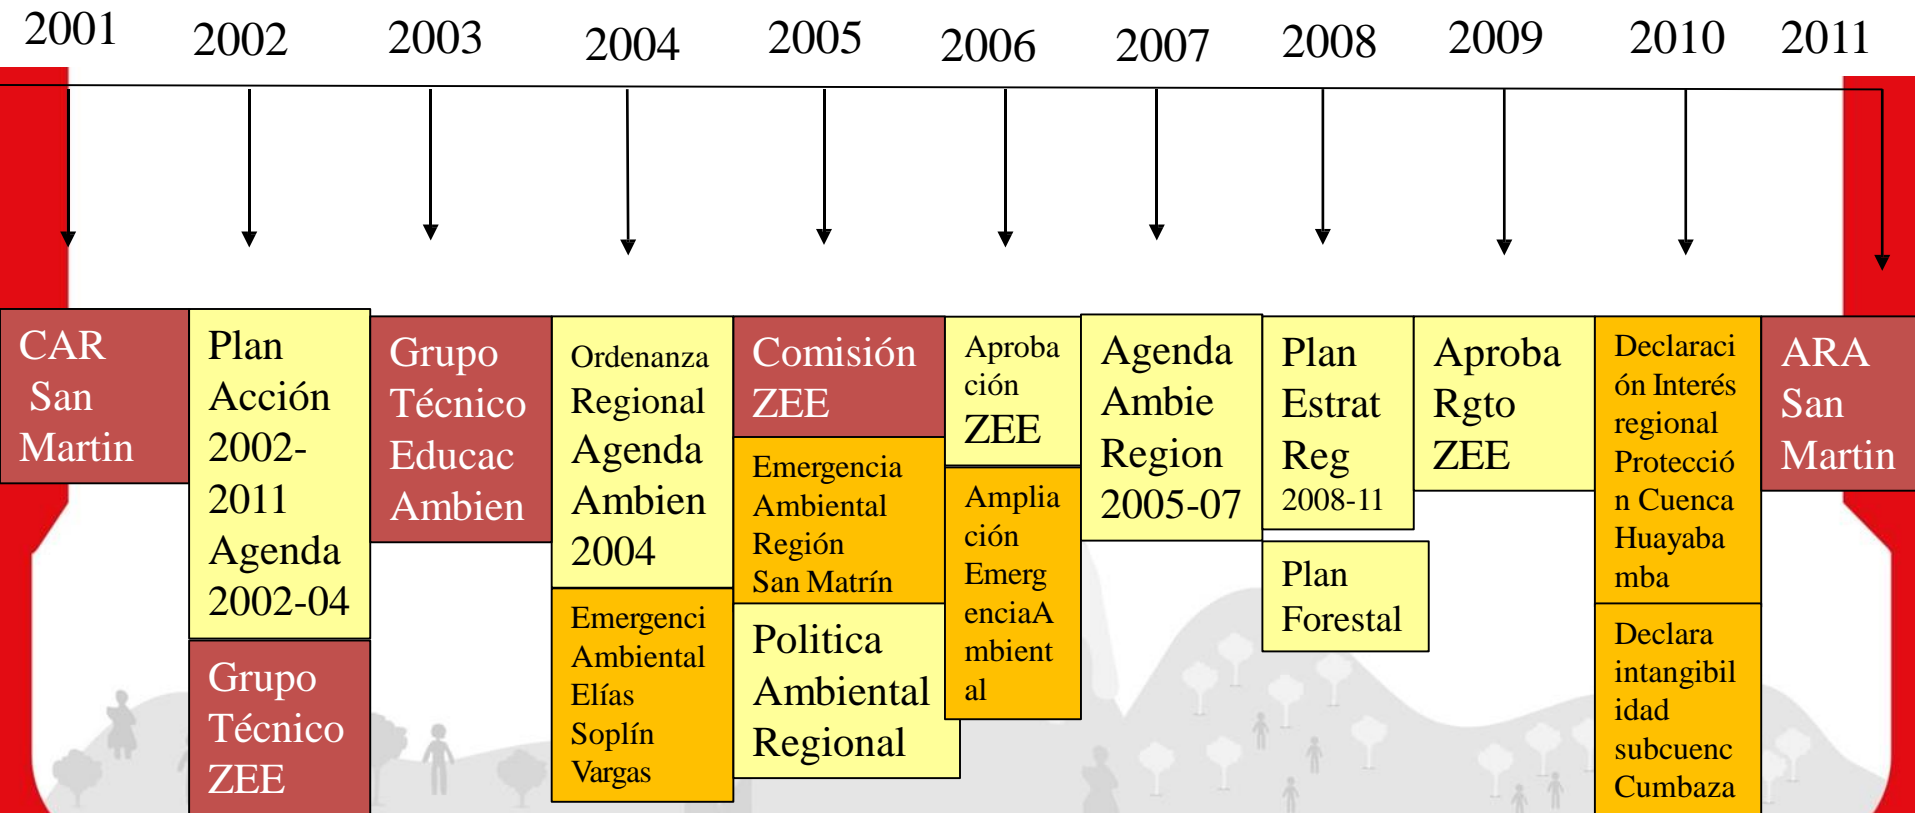 2001
2002
2003
2004
2005
2006
2007
2008
2009
2010
2011
CAR
San
Martin
Plan
Acción
2002-
2011
Agenda
2002-04
Grupo
Técnico
ZEE
Grupo
Técnico
Educac
Ambien
Ordenanza
Regional
Agenda
Ambien
2004
Emergenci
Ambiental
Elías
Soplín
Vargas
Comisión
ZEE
Emergencia
Ambiental
Región
San Matrín
Politica
Ambiental
Regional
Aproba
ción
ZEE
Amplia
ción
Emerg
enciaA
mbient
al
Agenda
Ambie
Region
2005-07
Plan
Estrat
Reg
2008-11
Plan
Forestal
Aproba
Rgto
ZEE
Declaraci
ón Interés
regional
Protecció
n Cuenca
Huayaba
mba
Declara
intangibil
idad
subcuenc
Cumbaza
ARA
San
Martin